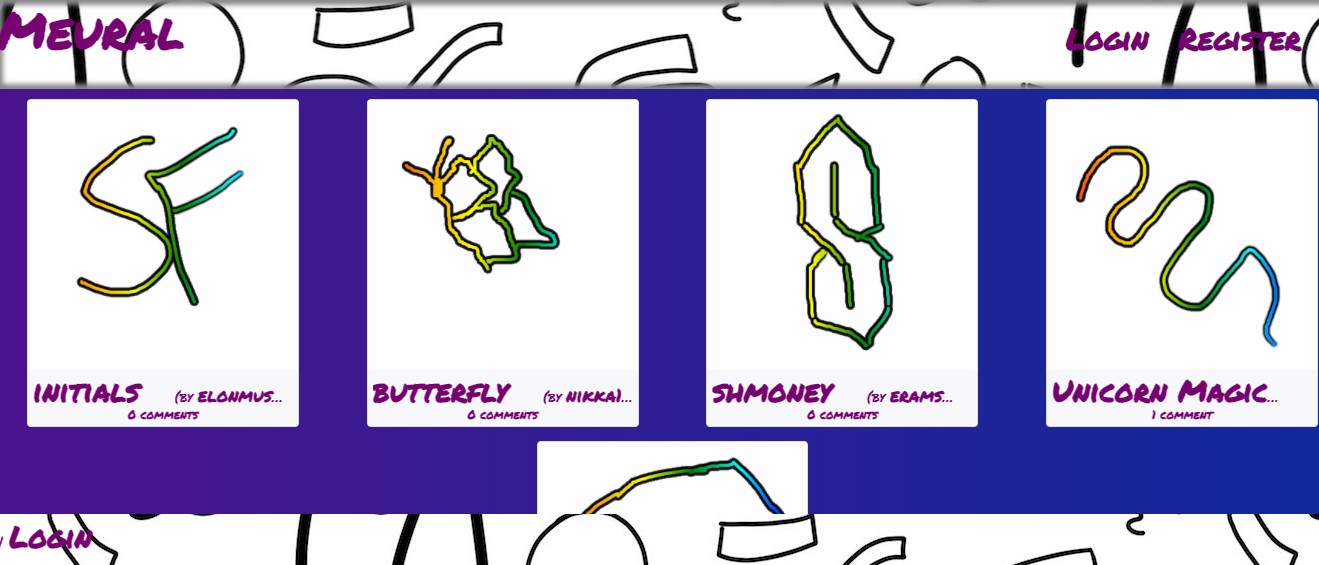 Meural
Login Register
SF
S
initials (by elonmus...
0 comments
butterfly (by nikka)...
0 comments
shmoney (by erams...
0 comments
Unicorn Magic...
1 comment
Login